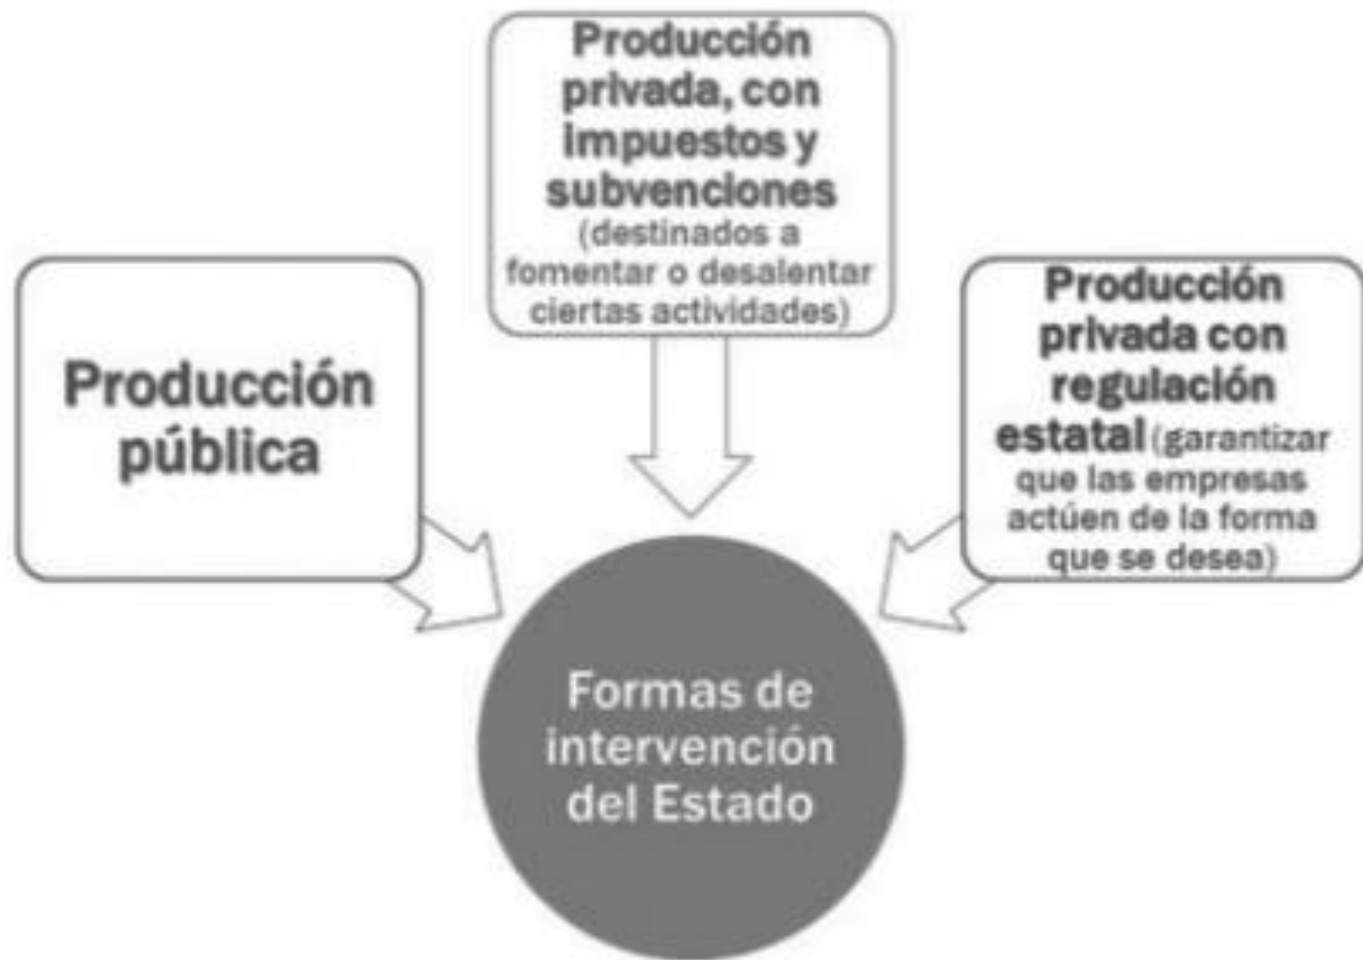 Producción
privada, con
impuestos y
subvenciones
(destinados a
fomentar o desalentar
ciertas actividades)
Producción
pública
Producción
privada con
regulación
estatal (garantizar
que las empresas
actúen de la forma
que se desea)
Formas de
intervención
del Estado